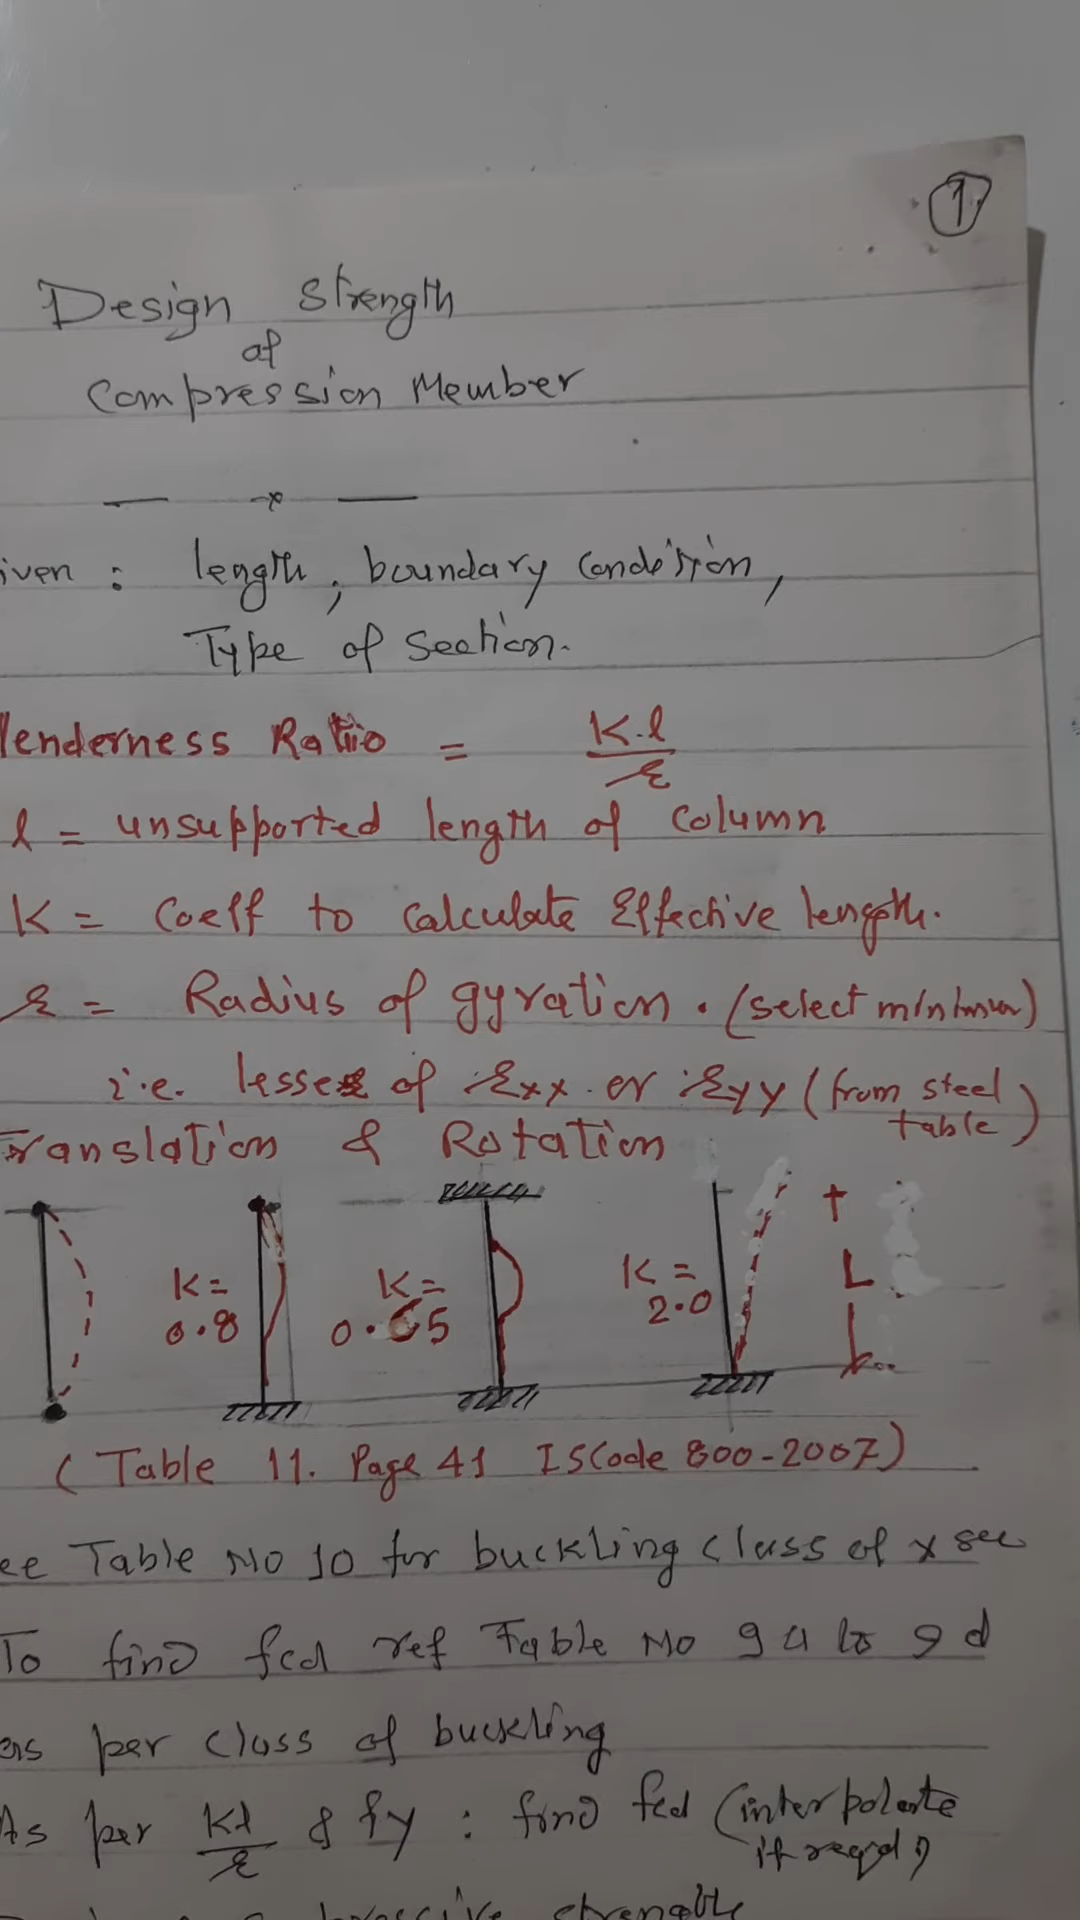 1
Design Strength
of
Compression Member
— x —
iven : length, boundary Condition,
Type of Section.
lenderness Ratio = K.l / r
l = unsupported length of Column
K = Coeff to Calculate Effective length.
r = Radius of gyration. (select minimum)
i.e. lesser of rxx or ryy (from steel table)
Translation & Rotation
K = 0.8 K = 0.65 K = 2.0
(Table 11. Page 41 IS Code 800-2007)
ee Table No 10 for buckling class of x sec
To find fcd ref Table No 9a to 9d
as per class of buckling
As per Kl / r & fy : find fcd (interpolate if reqd)
strength